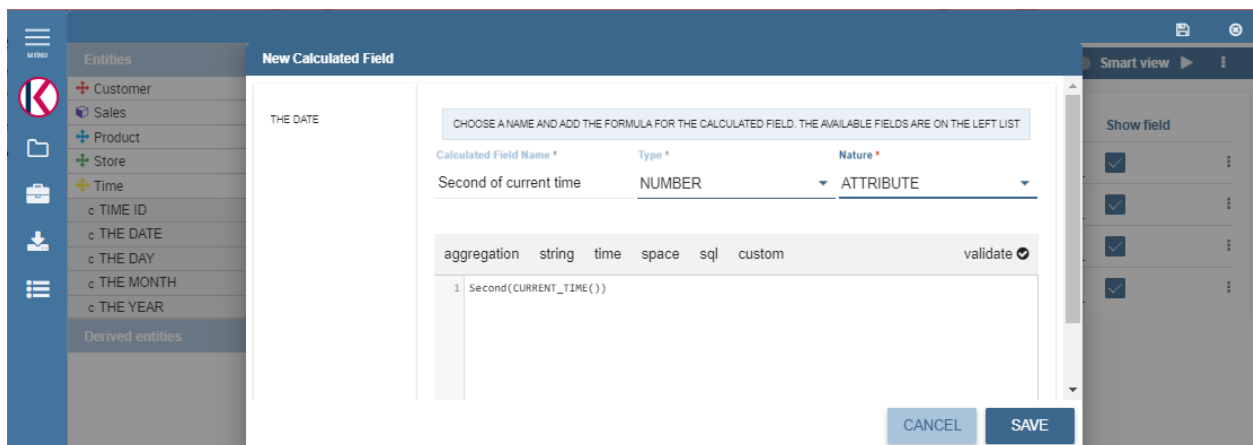 MENU
Entities
Customer
Sales
Product
Store
Time
c TIME ID
c THE DATE
c THE DAY
c THE MONTH
c THE YEAR
Derived entities
New Calculated Field
THE DATE
CHOOSE A NAME AND ADD THE FORMULA FOR THE CALCULATED FIELD. THE AVAILABLE FIELDS ARE ON THE LEFT LIST
Calculated Field Name * Type * Nature *
Second of current time NUMBER ATTRIBUTE
aggregation string time space sql custom validate
1 Second(CURRENT_TIME())
CANCEL SAVE
Smart view
Show field